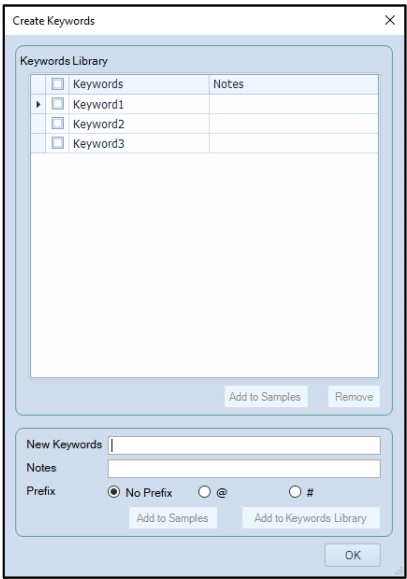 Create Keywords
Keywords Library
Keywords Notes
Keyword1
Keyword2
Keyword3
Add to Samples Remove
New Keywords
Notes
Prefix No Prefix @ #
Add to Samples Add to Keywords Library
OK